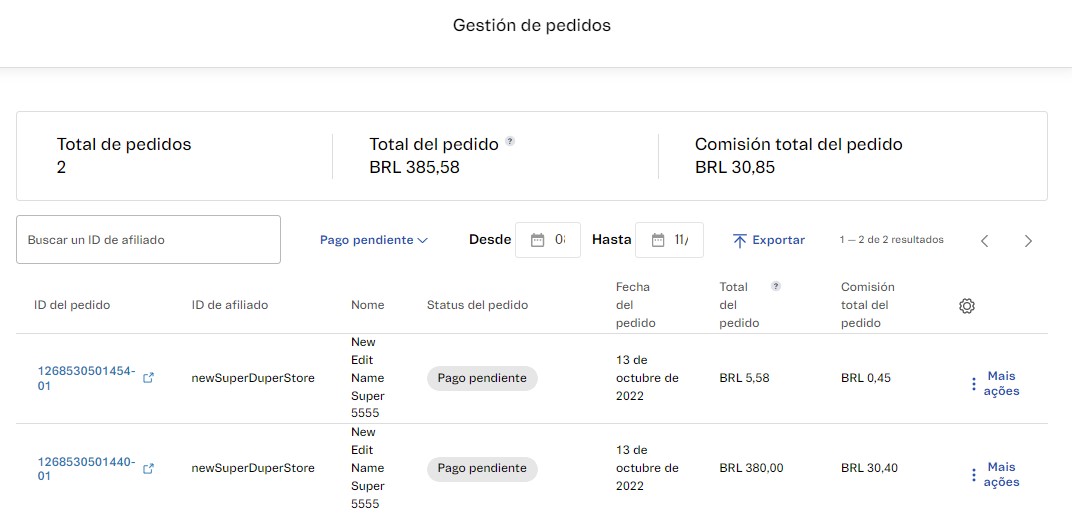 Gestión de pedidos
Total de pedidos
2
Total del pedido ?
BRL 385,58
Comisión total del pedido
BRL 30,85
Buscar un ID de afiliado
Pago pendiente
Desde
Hasta
11/
Exportar
1 — 2 de 2 resultados
ID del pedido
ID de afiliado
Nome
Status del pedido
Fecha
del
pedido
Total ?
del
pedido
Comisión
total del
pedido
1268530501454-
01
newSuperDuperStore
New
Edit
Name
Super
5555
Pago pendiente
13 de
octubre de
2022
BRL 5,58
BRL 0,45
Mais
ações
1268530501440-
01
newSuperDuperStore
New
Edit
Name
Super
5555
Pago pendiente
13 de
octubre de
2022
BRL 380,00
BRL 30,40
Mais
ações